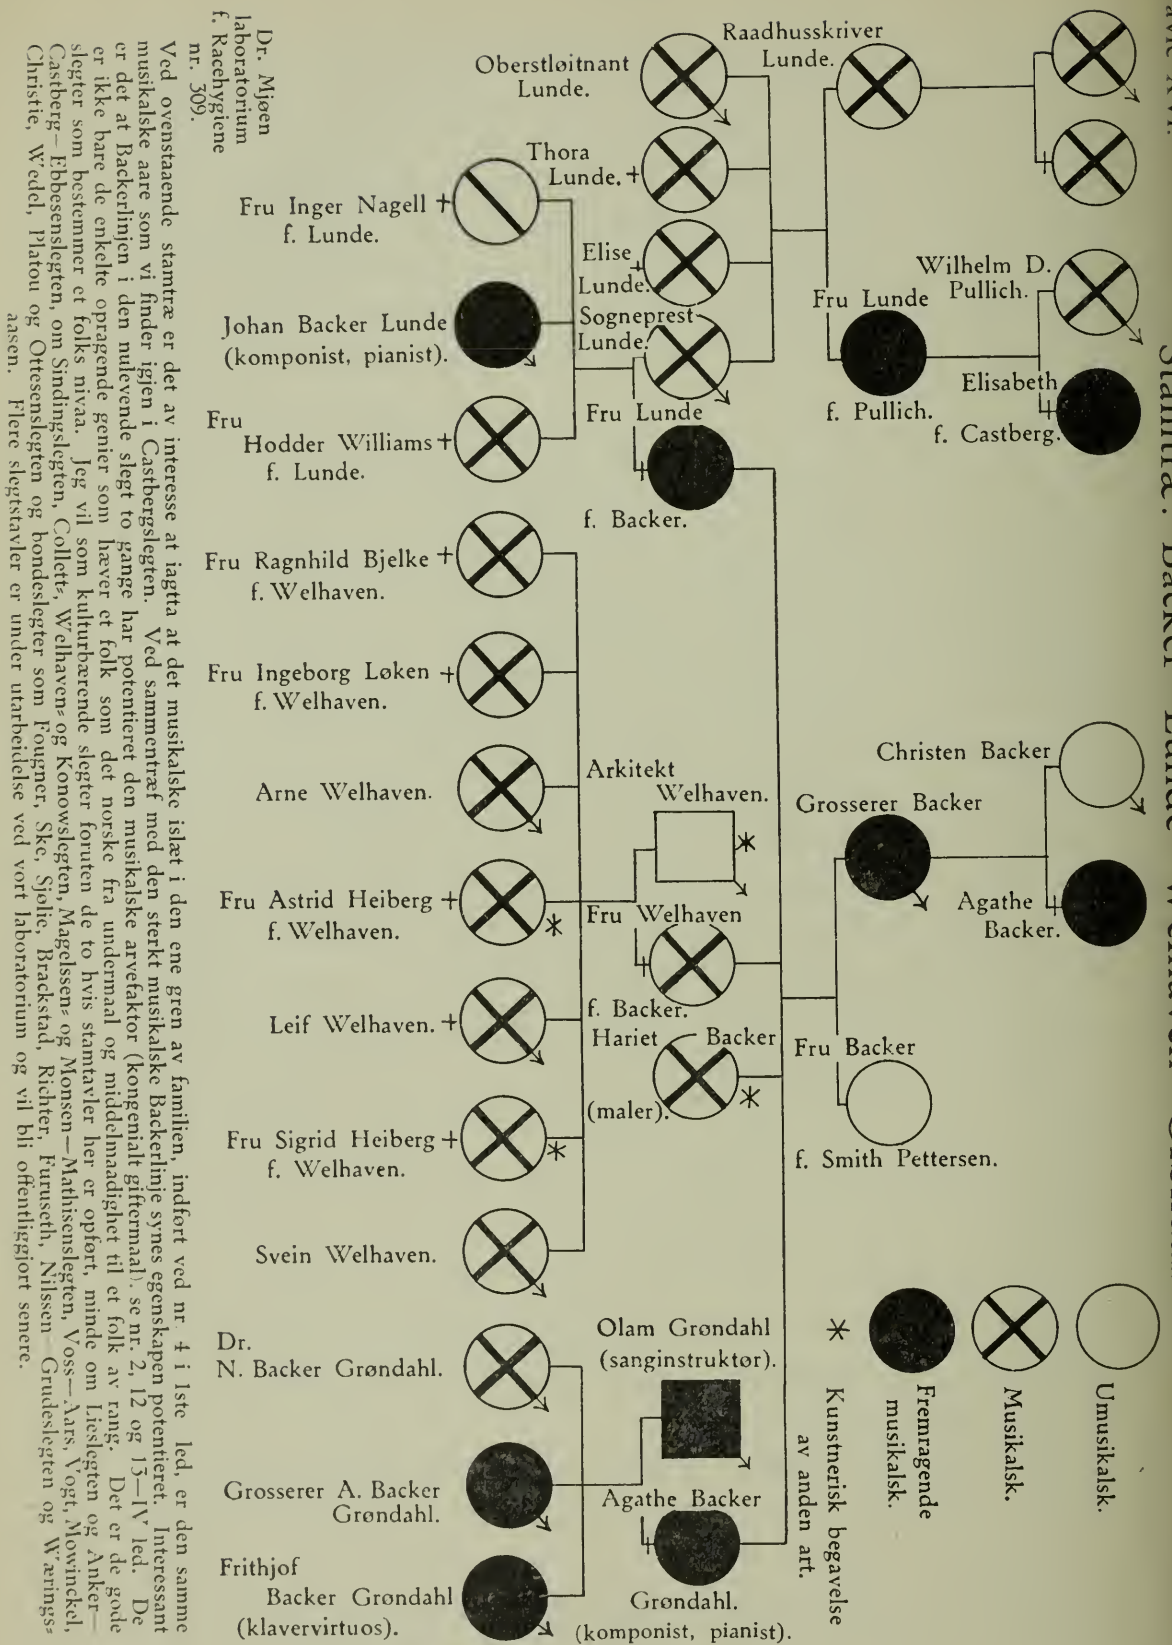 Stamtræ. Backer Lunde Welhaven
Raadhusskriver
Lunde.
Oberstløitnant
Lunde.
Thora
Lunde.
Elise
Lunde.
Sogneprest
Lunde.
Fru Lunde
f. Backer.
Wilhelm D.
Pullich.
Fru Lunde
f. Pullich.
Elisabeth
f. Castberg.
Fru Inger Nagell
f. Lunde.
Johan Backer Lunde
(komponist, pianist).
Fru
Hodder Williams
f. Lunde.
Fru Ragnhild Bjelke
f. Welhaven.
Fru Ingeborg Løken
f. Welhaven.
Arne Welhaven.
Fru Astrid Heiberg
f. Welhaven.
Leif Welhaven.
Fru Sigrid Heiberg
f. Welhaven.
Svein Welhaven.
Arkitekt
Welhaven.
Fru Welhaven
f. Backer.
Hariet Backer
(maler).
Christen Backer
Grosserer Backer
Agathe
Backer.
Fru Backer
f. Smith Pettersen.
Dr.
N. Backer Grøndahl.
Grosserer A. Backer
Grøndahl.
Frithjof
Backer Grøndahl
(klavervirtuos).
Olam Grøndahl
(sanginstruktør).
Agathe Backer
Grøndahl.
(komponist, pianist).
Umusikalsk.
Musikalsk.
Fremragende
musikalsk.
Kunstnerisk begavelse
av anden art.
Dr. Mjøen
laboratorium
f. Racehygiene
nr. 309.
Ved ovenstaaende stamtræ er det av interesse at iagtta at det musikalske islæt i den ene gren av familien, indført ved nr. 4 i 1ste led, er den samme
musikalske aare som vi finder igjen i Castbergslegten. Ved sammentræf med den sterkt musikalske Backerlinje synes egenskapen potentieret. Interessant
er det at Backerlinjen i den nulevende slegt to gange har potentieret den musikalske arvefaktor (kongenialt giftermaal), se nr. 2, 12 og 13—IV led. De
er ikke bare de enkelte opragende genier som hæver et folk som det norske fra undermaal og middelmaadighet til et folk av rang. Det er de gode
slegter som bestemmer et folks nivaa. Jeg vil som kulturbærende slegter foruten de to hvis stamtavler her er opført, minde om Lieslegten og Anker—
Castberg—Ebbesenslegten, om Sindingslegten, Collett-, Welhaven- og Konowslegten, Magelssen- og Monsen—Mathisenslegten, Voss—Aars, Vogt, Mowinckel,
Christie, Wedel, Platou og Ottesenslegten og bondeslegter som Fougner, Ske, Sjølie, Brackstad, Richter, Furuseth, Nilssen—Grudeslegten og Wærings-
aasen. Flere slegtstavler er under utarbeidelse ved vort laboratorium og vil bli offentliggjort senere.